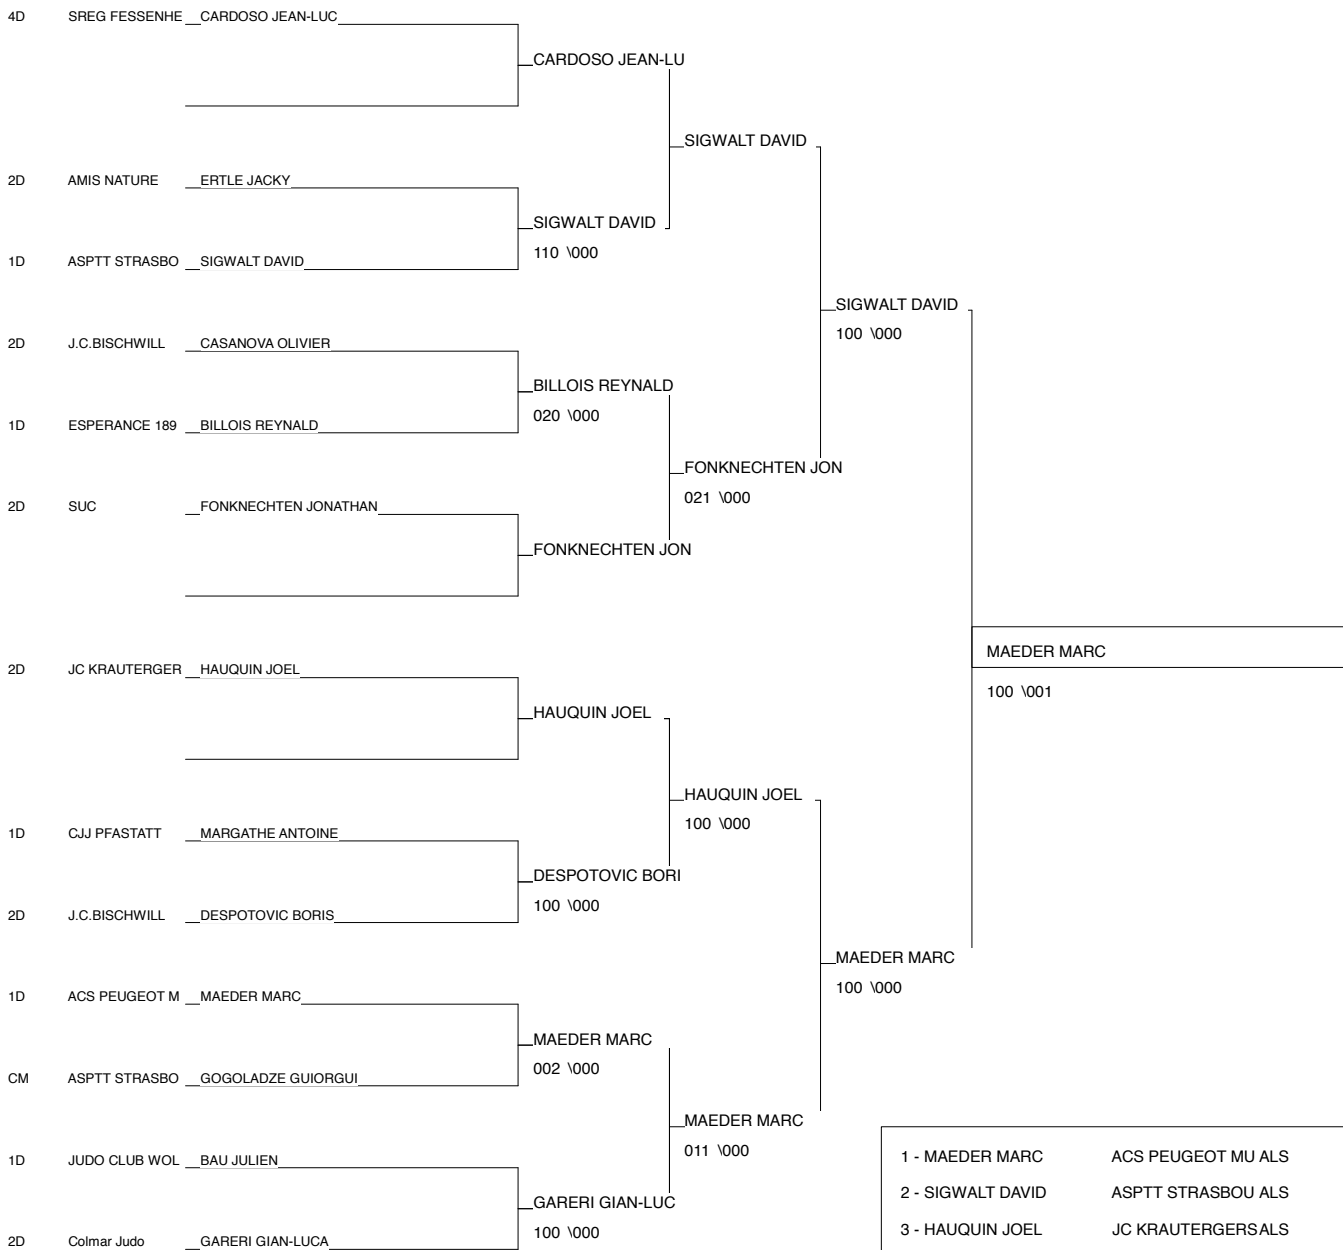 4D SREG FESSENHE CARDOSO JEAN-LUC
CARDOSO JEAN-LU
SIGWALT DAVID
2D AMIS NATURE ERTLE JACKY
SIGWALT DAVID
110 \000
1D ASPTT STRASBO SIGWALT DAVID
SIGWALT DAVID
100 \000
2D J.C.BISCHWILL CASANOVA OLIVIER
BILLOIS REYNALD
020 \000
1D ESPERANCE 189 BILLOIS REYNALD
FONKNECHTEN JON
021 \000
2D SUC FONKNECHTEN JONATHAN
FONKNECHTEN JON
MAEDER MARC
100 \001
2D JC KRAUTERGER HAUQUIN JOEL
HAUQUIN JOEL
HAUQUIN JOEL
100 \000
1D CJJ PFASTATT MARGATHE ANTOINE
DESPOTOVIC BORI
100 \000
2D J.C.BISCHWILL DESPOTOVIC BORIS
MAEDER MARC
100 \000
1D ACS PEUGEOT M MAEDER MARC
MAEDER MARC
002 \000
CM ASPTT STRASBO GOGOLADZE GUIORGUI
MAEDER MARC
011 \000
1D JUDO CLUB WOL BAU JULIEN
GARERI GIAN-LUC
100 \000
2D Colmar Judo GARERI GIAN-LUCA
1 - MAEDER MARC ACS PEUGEOT MU ALS
2 - SIGWALT DAVID ASPTT STRASBOU ALS
3 - HAUQUIN JOEL JC KRAUTERGERSALS